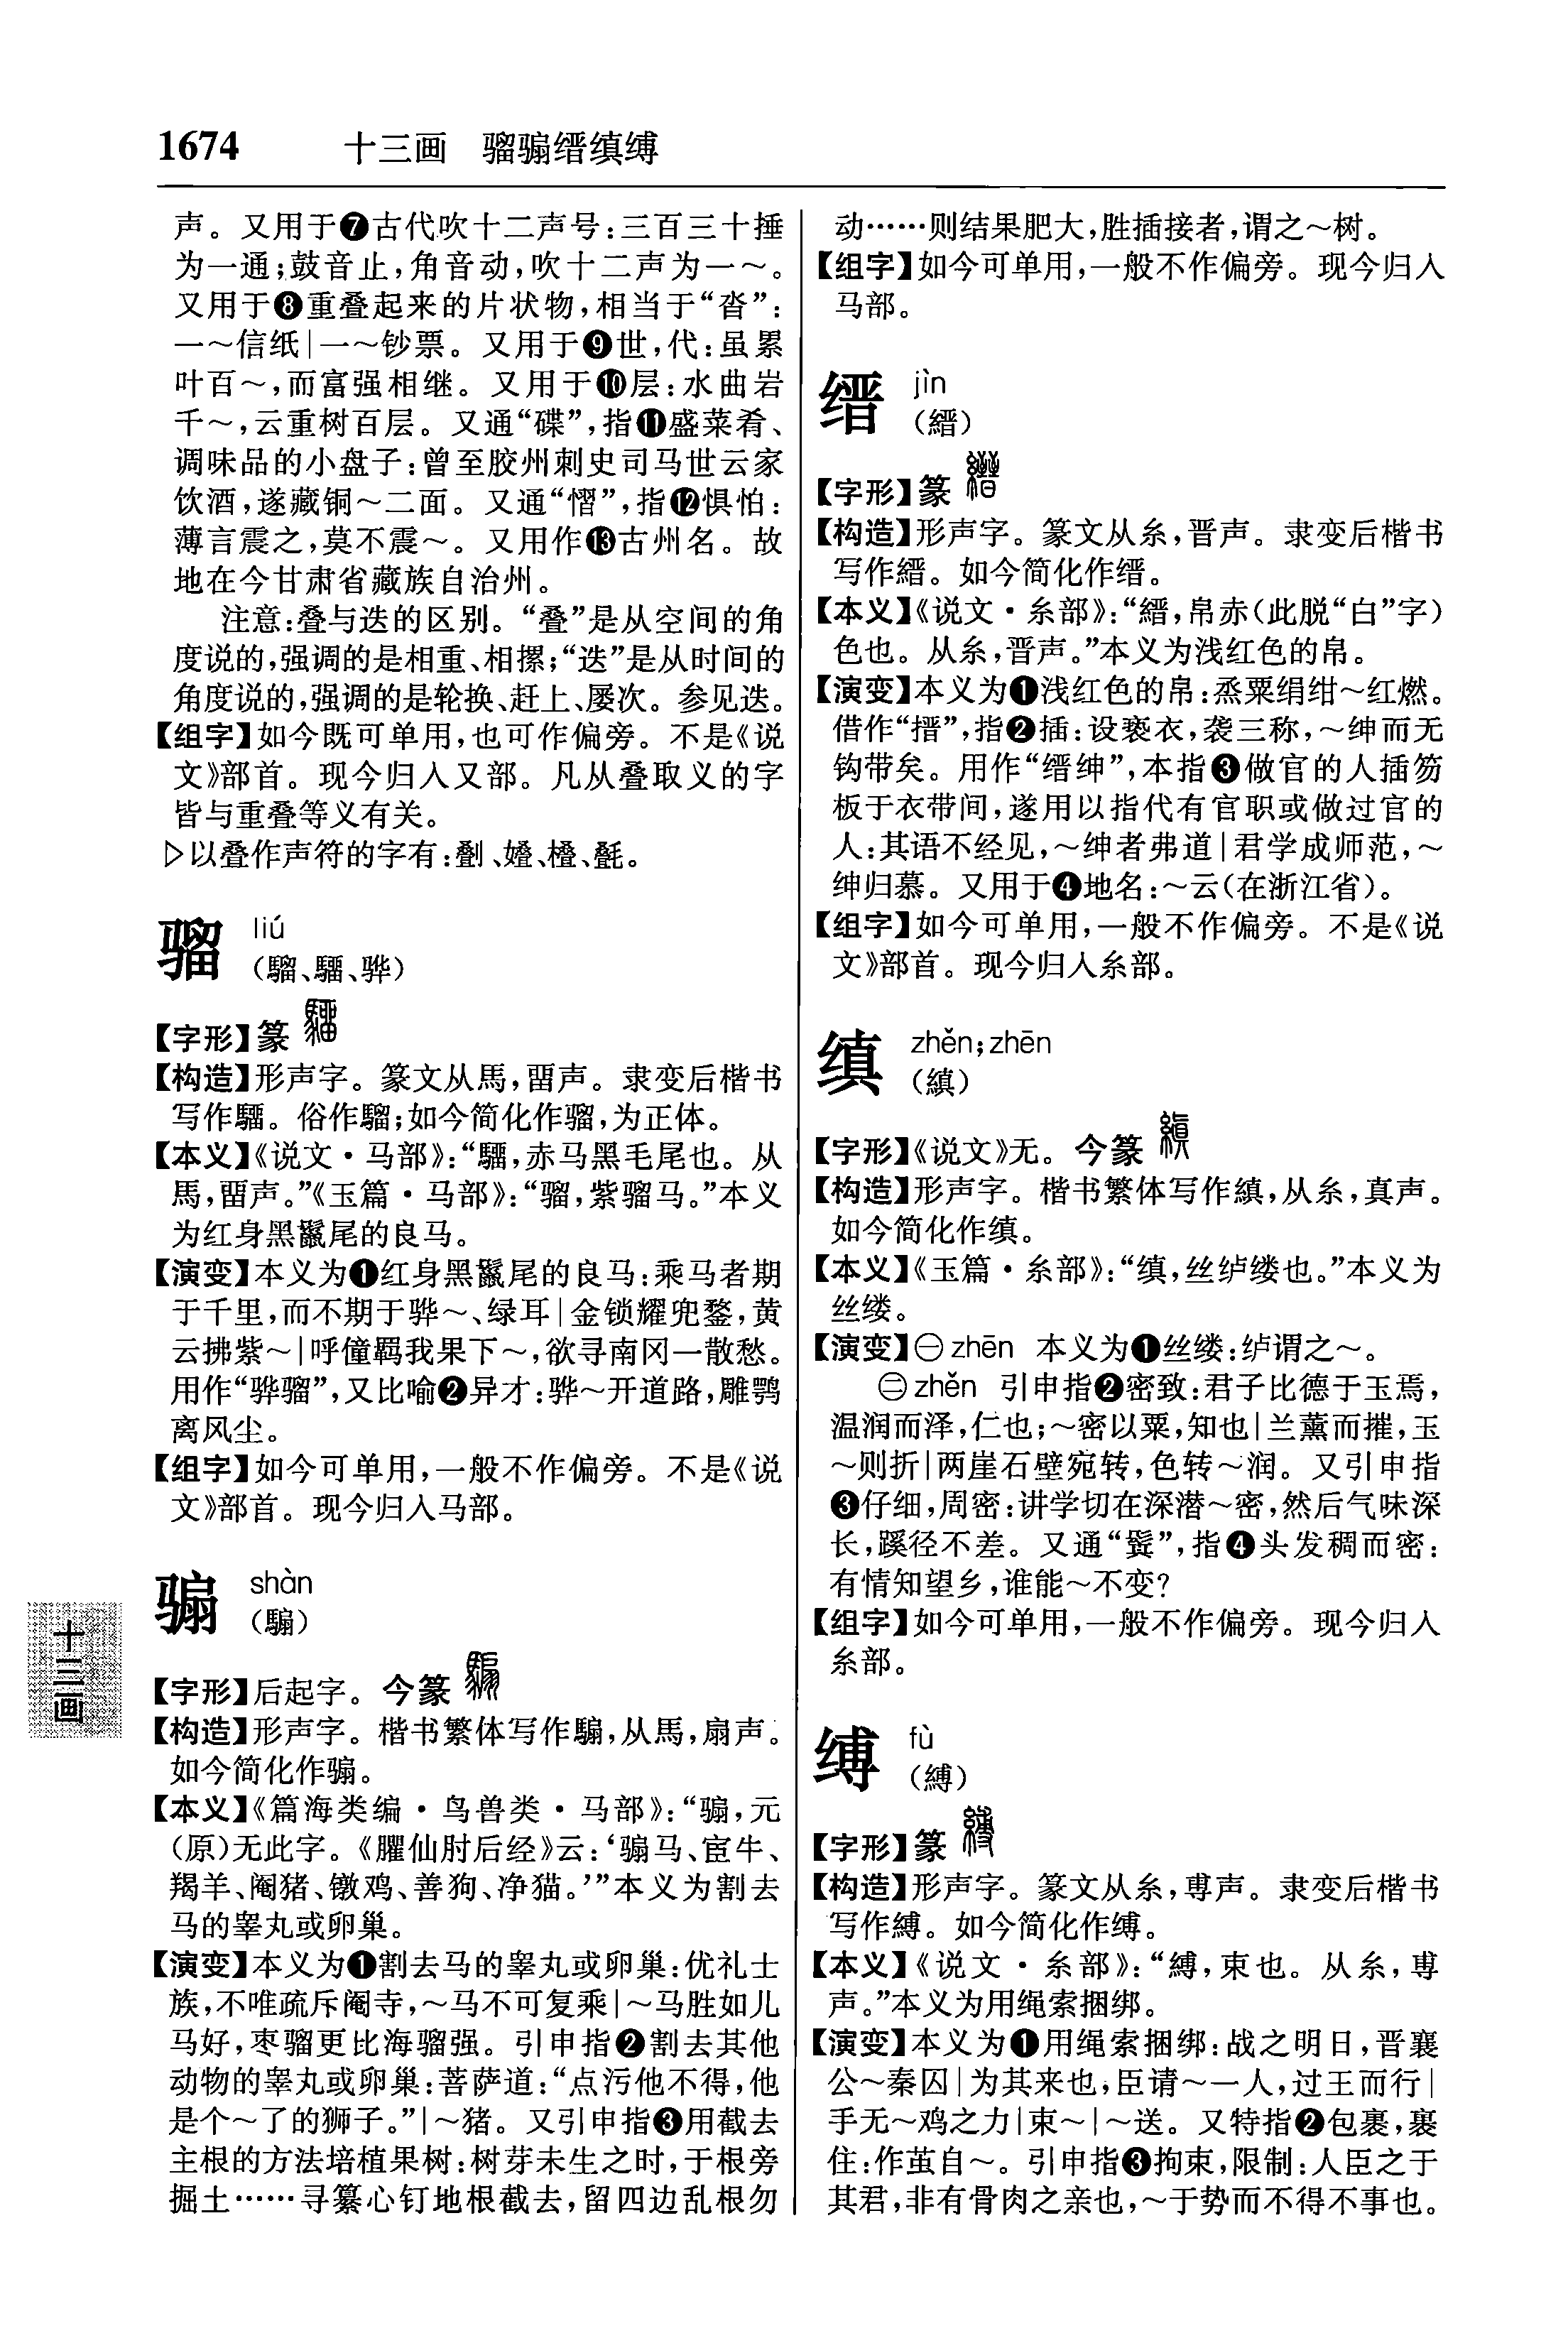 1674 十三画 骝骟缙缜缚
声。又用于❼古代吹十二声号:三百三十捶
为一通;鼓音止,角音动,吹十二声为一～。
又用于❽重叠起来的片状物,相当于“沓”:
一～信纸|一～钞票。又用于❾世,代:虽累
叶百～,而富强相继。又用于❿层:水曲岩
千～,云重树百层。又通“碟”,指⓫盛菜肴、
调味品的小盘子:曾至胶州刺史司马世云家
饮酒,遂藏铜～二面。又通“慴”,指⓬惧怕:
薄言震之,莫不震～。又用作⓭古州名。故
地在今甘肃省藏族自治州。
注意:叠与迭的区别。“叠”是从空间的角
度说的,强调的是相重、相摞;“迭”是从时间的
角度说的,强调的是轮换、赶上、屡次。参见迭。
【组字】如今既可单用,也可作偏旁。不是《说
文》部首。现今归入又部。凡从叠取义的字
皆与重叠等义有关。
▷以叠作声符的字有:
骝 liú
(騮、驑、骅)
【字形】篆
【构造】形声字。篆文从馬,畱声。隶变后楷书
写作驑。俗作騮;如今简化作骝,为正体。
【本义】《说文·马部》:“驑,赤马黑毛尾也。从
馬,畱声。”《玉篇·马部》:“骝,紫骝马。”本义
为红身黑鬣尾的良马。
【演变】本义为❶红身黑鬣尾的良马:乘马者期
于千里,而不期于骅～、绿耳|金锁耀兜鍪,黄
云拂紫～|呼僮羁我果下～,欲寻南冈一散愁。
用作“骅骝”,又比喻❷异才:骅～开道路,雕鹗
离风尘。
【组字】如今可单用,一般不作偏旁。不是《说
文》部首。现今归入马部。
骟 shàn
(騸)
【字形】后起字。今篆
【构造】形声字。楷书繁体写作騸,从馬,扇声。
如今简化作骟。
【本义】《篇海类编·鸟兽类·马部》:“骟,元
(原)无此字。《臞仙肘后经》云:‘骟马、宦牛、
羯羊、阉猪、镦鸡、善狗、净猫。’”本义为割去
马的睾丸或卵巢。
【演变】本义为❶割去马的睾丸或卵巢:优礼士
族,不唯疏斥阉寺,～马不可复乘|～马胜如儿
马好,枣骝更比海骝强。引申指❷割去其他
动物的睾丸或卵巢:菩萨道:“点污他不得,他
是个～了的狮子。”|～猪。又引申指❸用截去
主根的方法培植果树:树芽未生之时,于根旁
掘土……寻纂心钉地根截去,留四边乱根勿
动……则结果肥大,胜插接者,谓之～树。
【组字】如今可单用,一般不作偏旁。现今归入
马部。
缙 jìn
(縉)
【字形】篆
【构造】形声字。篆文从糸,晋声。隶变后楷书
写作縉。如今简化作缙。
【本义】《说文·糸部》:“縉,帛赤(此脱“白”字)
色也。从糸,晋声。”本义为浅红色的帛。
【演变】本义为❶浅红色的帛:烝粟绢绀～红燃。
借作“搢”,指❷插:设亵衣,袭三称,～绅而无
钩带矣。用作“缙绅”,本指❸做官的人插笏
板于衣带间,遂用以指代有官职或做过官的
人:其语不经见,～绅者弗道|君学成师范,～
绅归慕。又用于❹地名:～云(在浙江省)。
【组字】如今可单用,一般不作偏旁。不是《说
文》部首。现今归入糸部。
缜 zhěn;zhēn
(縝)
【字形】《说文》无。今篆
【构造】形声字。楷书繁体写作縝,从糸,真声。
如今简化作缜。
【本义】《玉篇·糸部》:“缜,丝纻缕也。”本义为
丝缕。
【演变】㊀zhēn 本义为❶丝缕:纻谓之～。
㊁zhěn 引申指❷密致:君子比德于玉焉,
温润而泽,仁也;～密以粟,知也|兰薰而摧,玉
～则折|两崖石壁宛转,色转～润。又引申指
❸仔细,周密:讲学切在深潜～密,然后气味深
长,蹊径不差。又通“鬒”,指❹头发稠而密:
有情知望乡,谁能～不变?
【组字】如今可单用,一般不作偏旁。现今归入
糸部。
缚 fù
(縛)
【字形】篆
【构造】形声字。篆文从糸,尃声。隶变后楷书
写作縛。如今简化作缚。
【本义】《说文·糸部》:“縛,束也。从糸,尃
声。”本义为用绳索捆绑。
【演变】本义为❶用绳索捆绑:战之明日,晋襄
公～秦囚|为其来也,臣请～一人,过王而行|
手无～鸡之力|束～|～送。又特指❷包裹,裹
住:作茧自～。引申指❸拘束,限制:人臣之于
其君,非有骨肉之亲也,～于势而不得不事也。
十三画